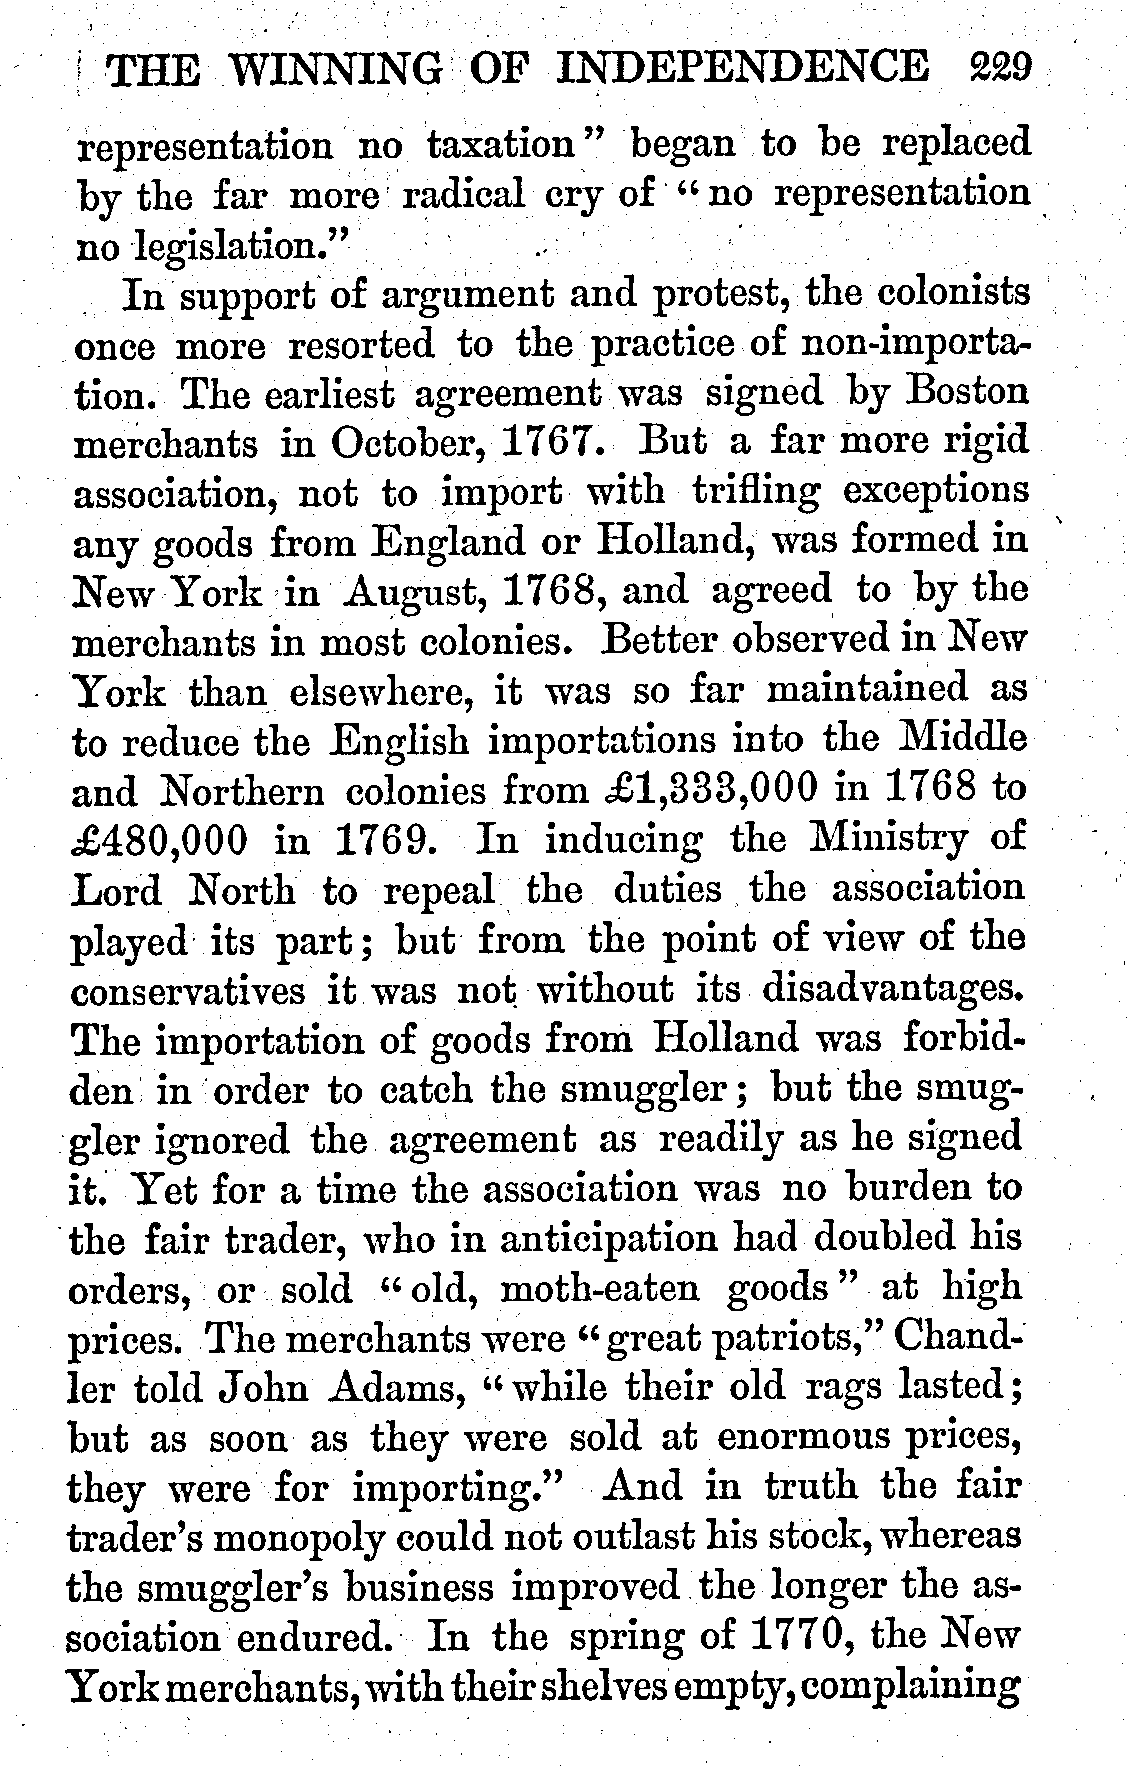 THE WINNING OF INDEPENDENCE 229
representation no taxation" began to be replaced
by the far more radical cry of "no representation
no legislation."
In support of argument and protest, the colonists
once more resorted to the practice of non-importa-
tion. The earliest agreement was signed by Boston
merchants in October, 1767. But a far more rigid
association, not to import with trifling exceptions
any goods from England or Holland, was formed in
New York in August, 1768, and agreed to by the
merchants in most colonies. Better observed in New
York than elsewhere, it was so far maintained as
to reduce the English importations into the Middle
and Northern colonies from £1,333,000 in 1768 to
£480,000 in 1769. In inducing the Ministry of
Lord North to repeal the duties the association
played its part; but from the point of view of the
conservatives it was not without its disadvantages.
The importation of goods from Holland was forbid-
den in order to catch the smuggler; but the smug-
gler ignored the agreement as readily as he signed
it. Yet for a time the association was no burden to
the fair trader, who in anticipation had doubled his
orders, or sold "old, moth-eaten goods" at high
prices. The merchants were "great patriots," Chand-
ler told John Adams, "while their old rags lasted;
but as soon as they were sold at enormous prices,
they were for importing." And in truth the fair
trader's monopoly could not outlast his stock, whereas
the smuggler's business improved the longer the as-
sociation endured. In the spring of 1770, the New
York merchants, with their shelves empty, complaining